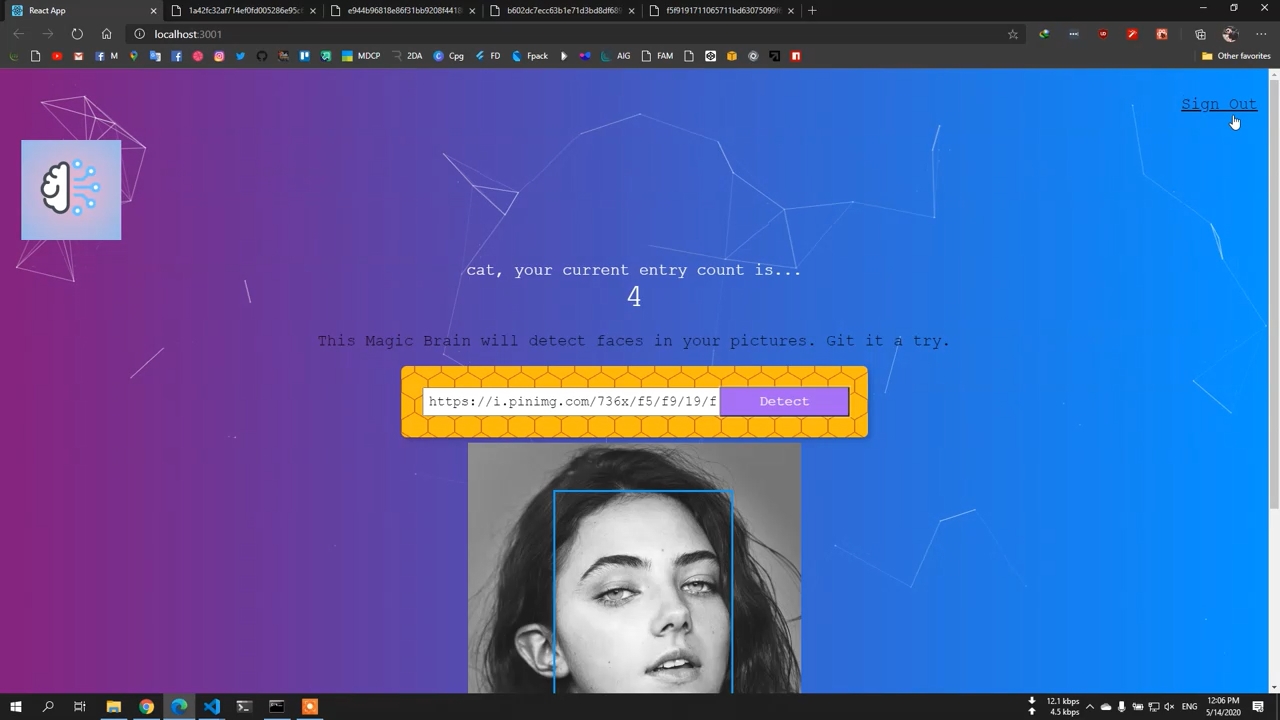 React App
1a42fc32af714ef0fd005286e95c
e944b96818e86f31bb9208f4418
b602dc7ecc63b1e71d3bd8df689
f5f9191711065711bd63075099f
localhost:3001
M
MDCP
2DA
Cpg
FD
Fpack
AIG
FAM
Other favorites
Sign Out
cat, your current entry count is...
4
This Magic Brain will detect faces in your pictures. Git it a try.
https://i.pinimg.com/736x/f5/f9/19/f
Detect
12.1 kbps
4.5 kbps
ENG
12:06 PM
5/14/2020